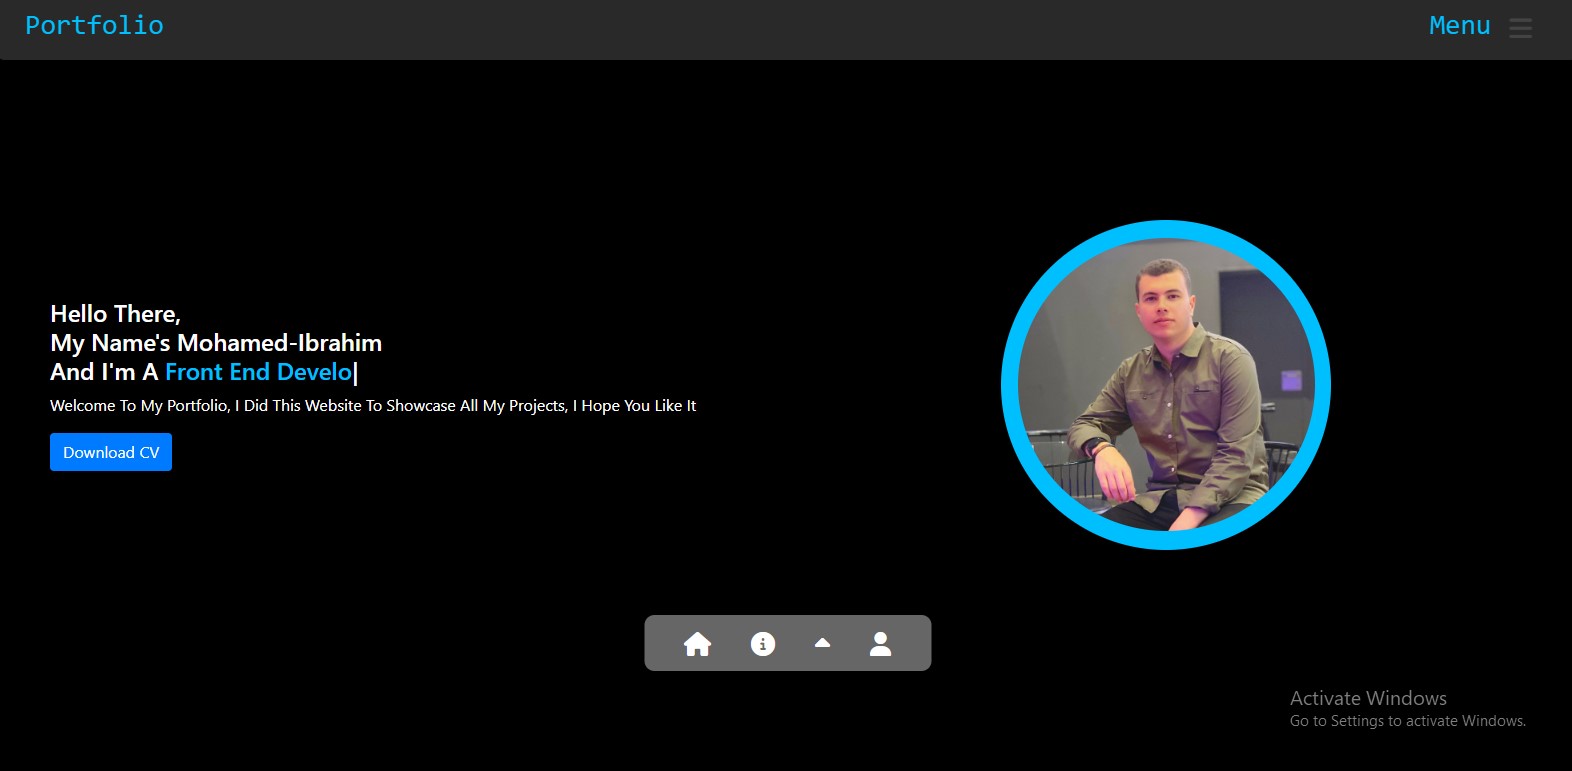 Portfolio
Menu
Hello There,
My Name's Mohamed-Ibrahim
And I'm A Front End Develo|
Welcome To My Portfolio, I Did This Website To Showcase All My Projects, I Hope You Like It
Download CV
Activate Windows
Go to Settings to activate Windows.